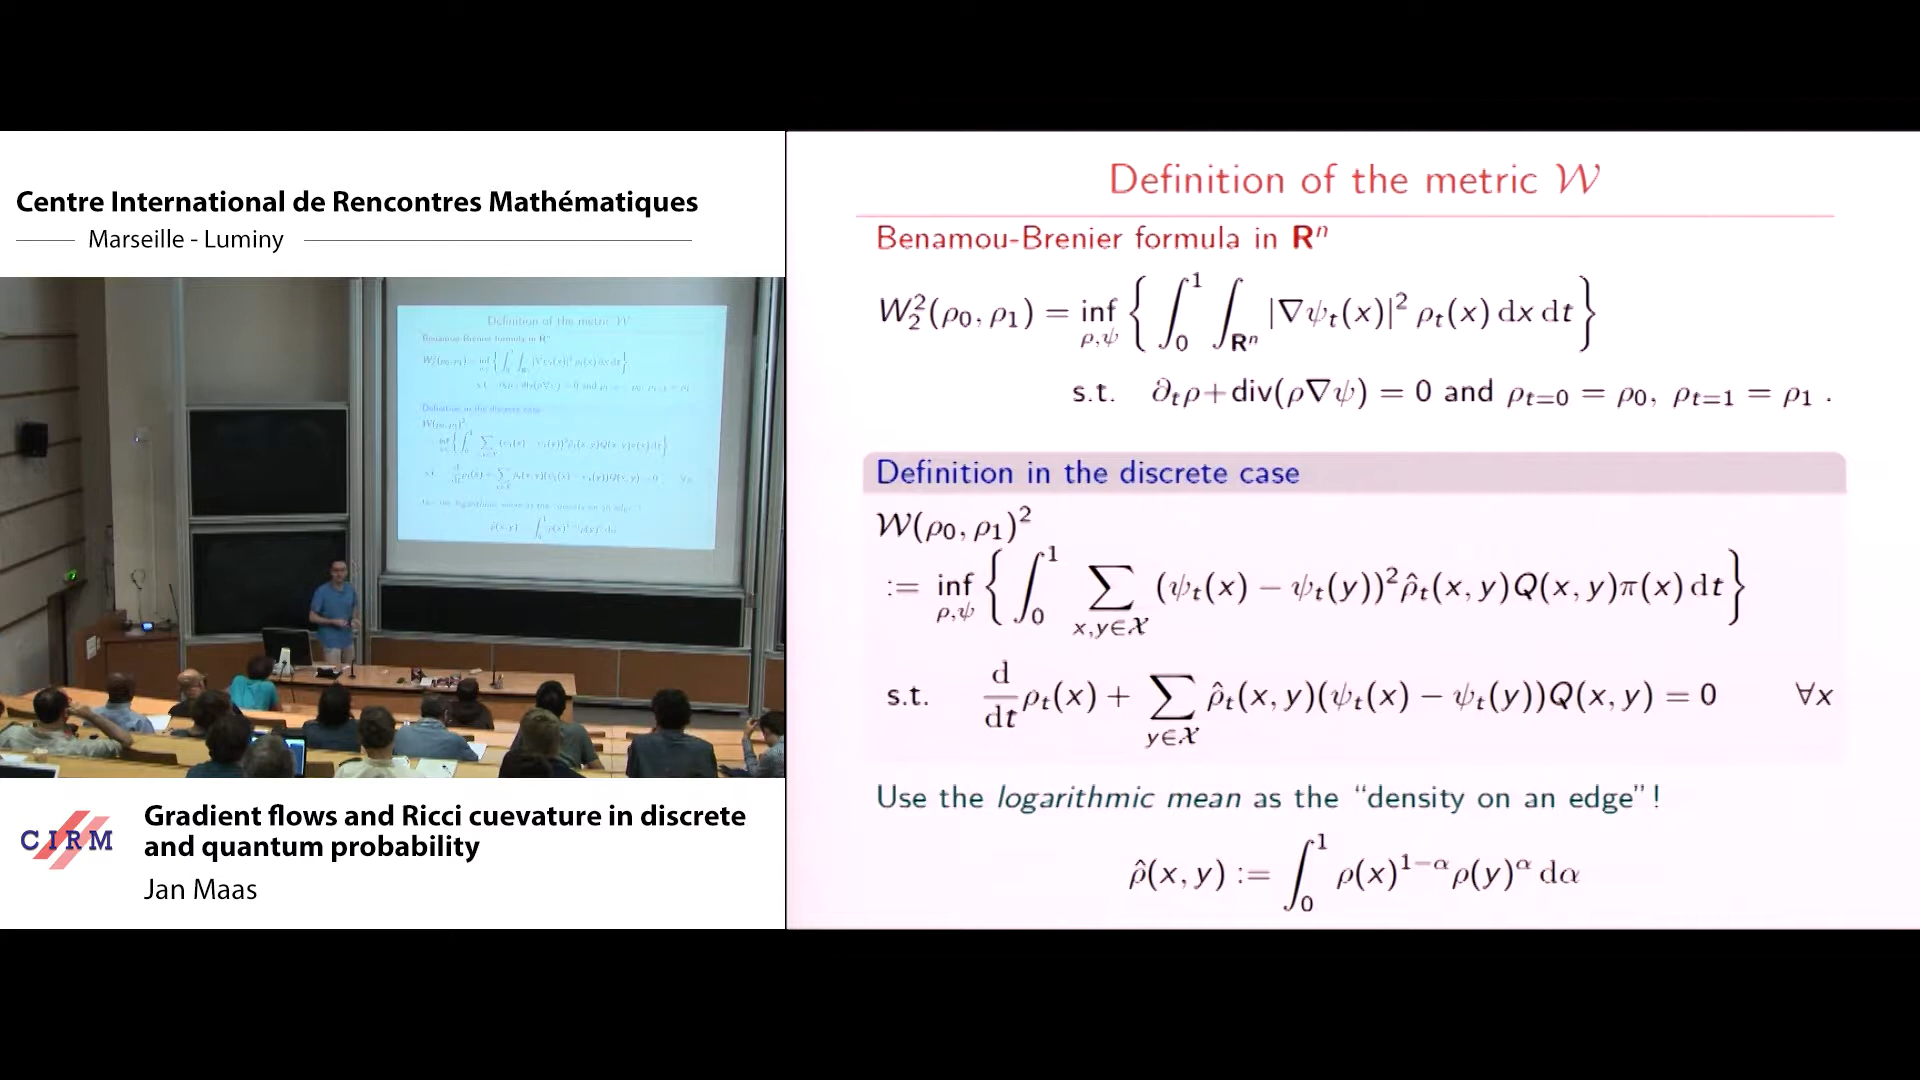 Centre International de Rencontres Mathématiques
Marseille - Luminy
Definition of the metric 𝒲
Benamou-Brenier formula in Rⁿ
W₂²(ρ₀, ρ₁) = inf_{ρ,ψ} { ∫₀¹ ∫_{Rⁿ} |∇ψₜ(x)|² ρₜ(x) dx dt }
s.t. ∂ₜρ+div(ρ∇ψ) = 0 and ρₜ₌₀ = ρ₀, ρₜ₌₁ = ρ₁ .
Definition in the discrete case
𝒲(ρ₀, ρ₁)²
:= inf_{ρ,ψ} { ∫₀¹ ∑_{x,y∈𝒳} (ψₜ(x) − ψₜ(y))² ρ̂ₜ(x, y)Q(x, y)π(x) dt }
s.t. d/dt ρₜ(x) + ∑_{y∈𝒳} ρ̂ₜ(x, y)(ψₜ(x) − ψₜ(y))Q(x, y) = 0 ∀x
Use the logarithmic mean as the “density on an edge”!
ρ̂(x, y) := ∫₀¹ ρ(x)^{1−α} ρ(y)^α dα
CIRM
Gradient flows and Ricci cuevature in discrete
and quantum probability
Jan Maas